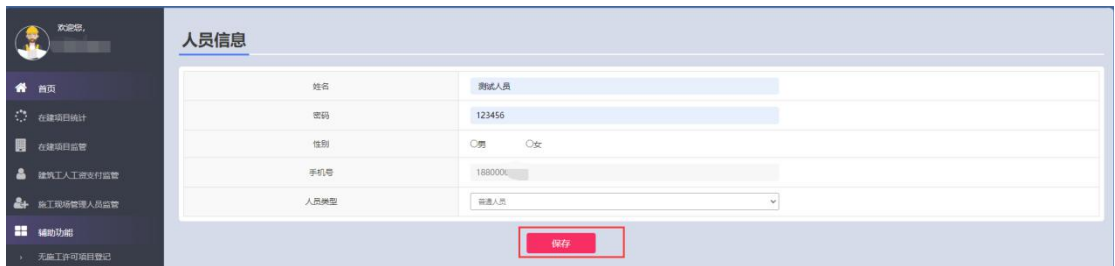 欢迎您,
人员信息
首页
在建项目统计
在建项目监管
建筑工人工资支付监管
施工现场管理人员监管
辅助功能
无施工许可项目登记
姓名 测试人员
密码 123456
性别 男 女
手机号 188000
人员类型 普通人员
保存